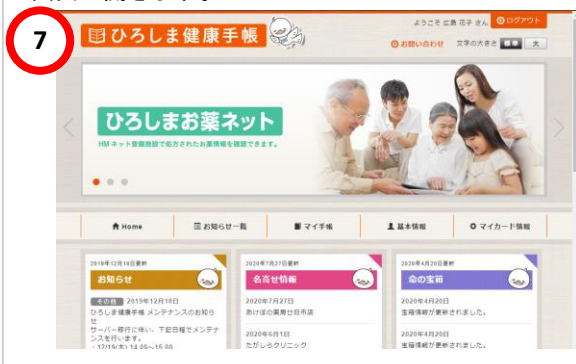 7
ひろしま健康手帳
ようこそ 広島 花子 さん
ログアウト
お問い合わせ
文字の大きさ 標準 大
ひろしまお薬ネット
HMネット登録施設で処方されたお薬情報を確認できます。
Home
お知らせ一覧
マイ手帳
基本情報
マイカード情報
2019年12月18日更新
お知らせ
その他 2019年12月18日
ひろしま健康手帳 メンテナンスのお知ら
せ
サーバー移行に伴い、下記日程でメンテナ
ンスを行います。
・12/19(木) 14:00~15:00
2020年7月27日更新
名寄せ情報
2020年7月27日
あけぼの薬局廿日市店
2020年5月1日
たがしらクリニック
2020年4月20日更新
命の宝箱
2020年4月20日
宝箱情報が更新されました。
2020年4月20日
宝箱情報が更新されました。